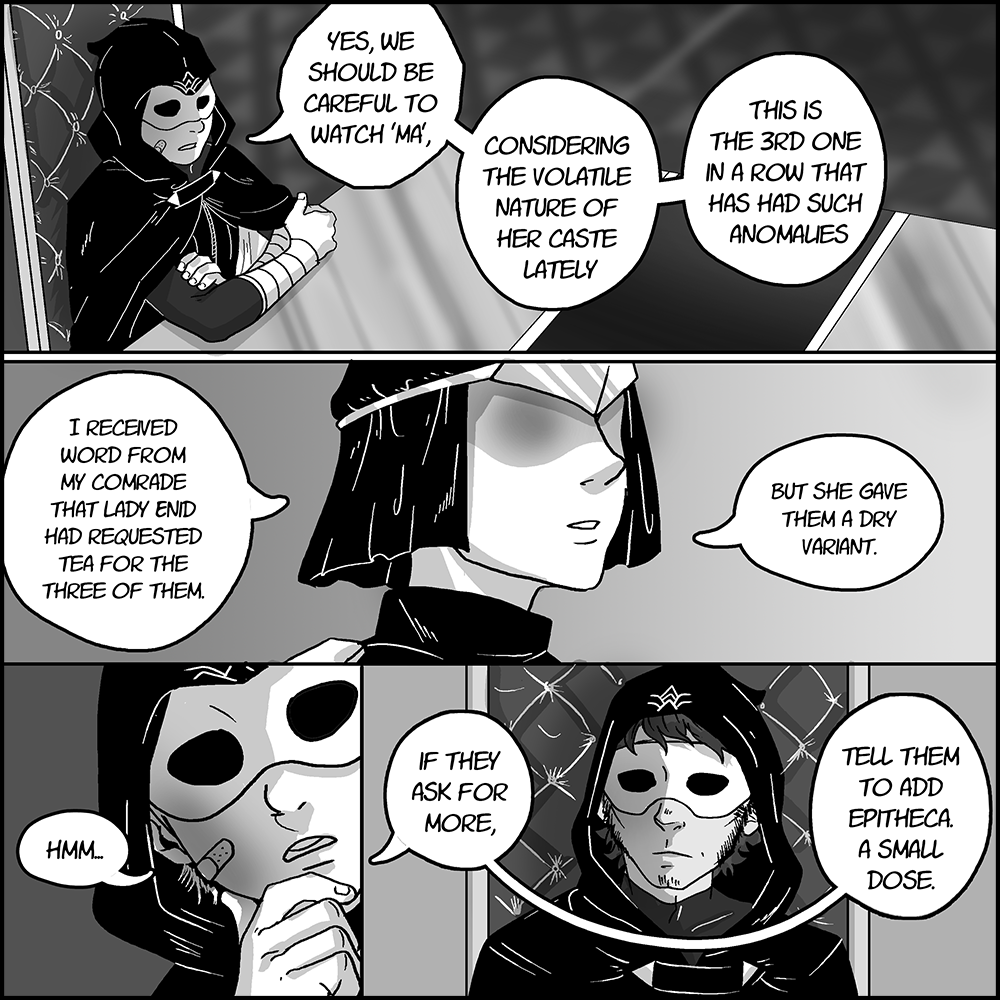 YES, WE
SHOULD BE
CAREFUL TO
WATCH 'MA',
CONSIDERING
THE VOLATILE
NATURE OF
HER CASTE
LATELY
THIS IS
THE 3RD ONE
IN A ROW THAT
HAS HAD SUCH
ANOMALIES
I RECEIVED
WORD FROM
MY COMRADE
THAT LADY ENID
HAD REQUESTED
TEA FOR THE
THREE OF THEM.
BUT SHE GAVE
THEM A DRY
VARIANT.
HMM...
IF THEY
ASK FOR
MORE,
TELL THEM
TO ADD
EPITHECA.
A SMALL
DOSE.